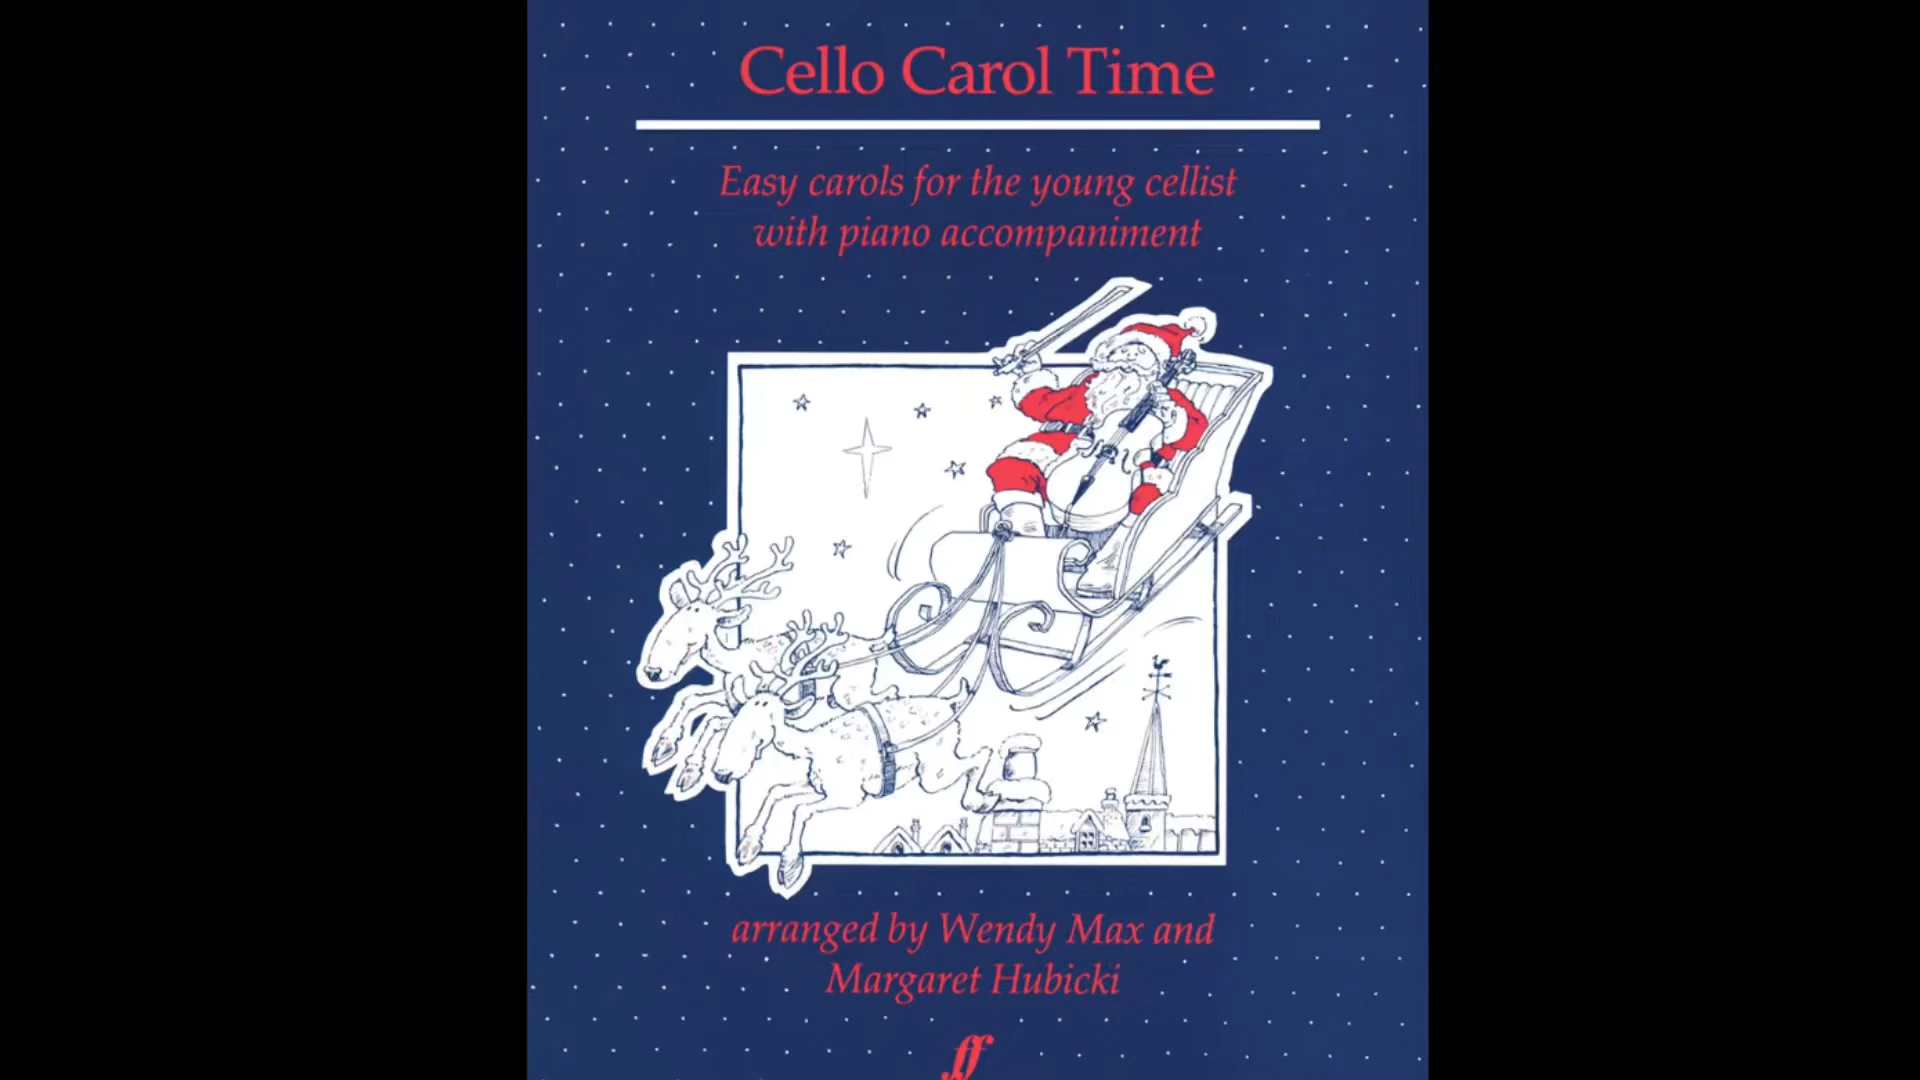 Cello Carol Time
Easy carols for the young cellist
with piano accompaniment
arranged by Wendy Max and
Margaret Hubicki
ff